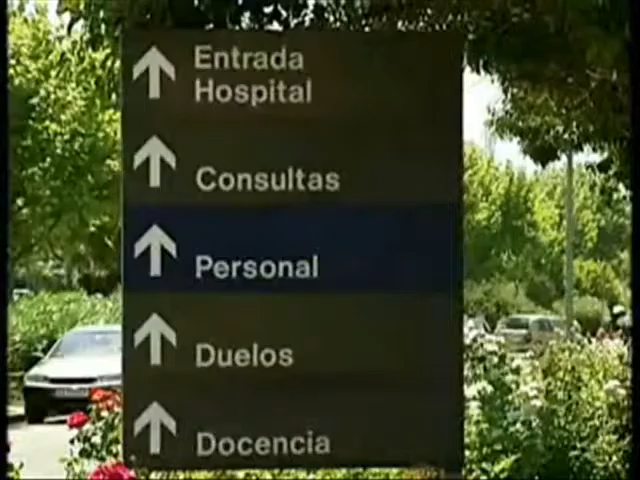 Entrada
Hospital
Consultas
Personal
Duelos
Docencia